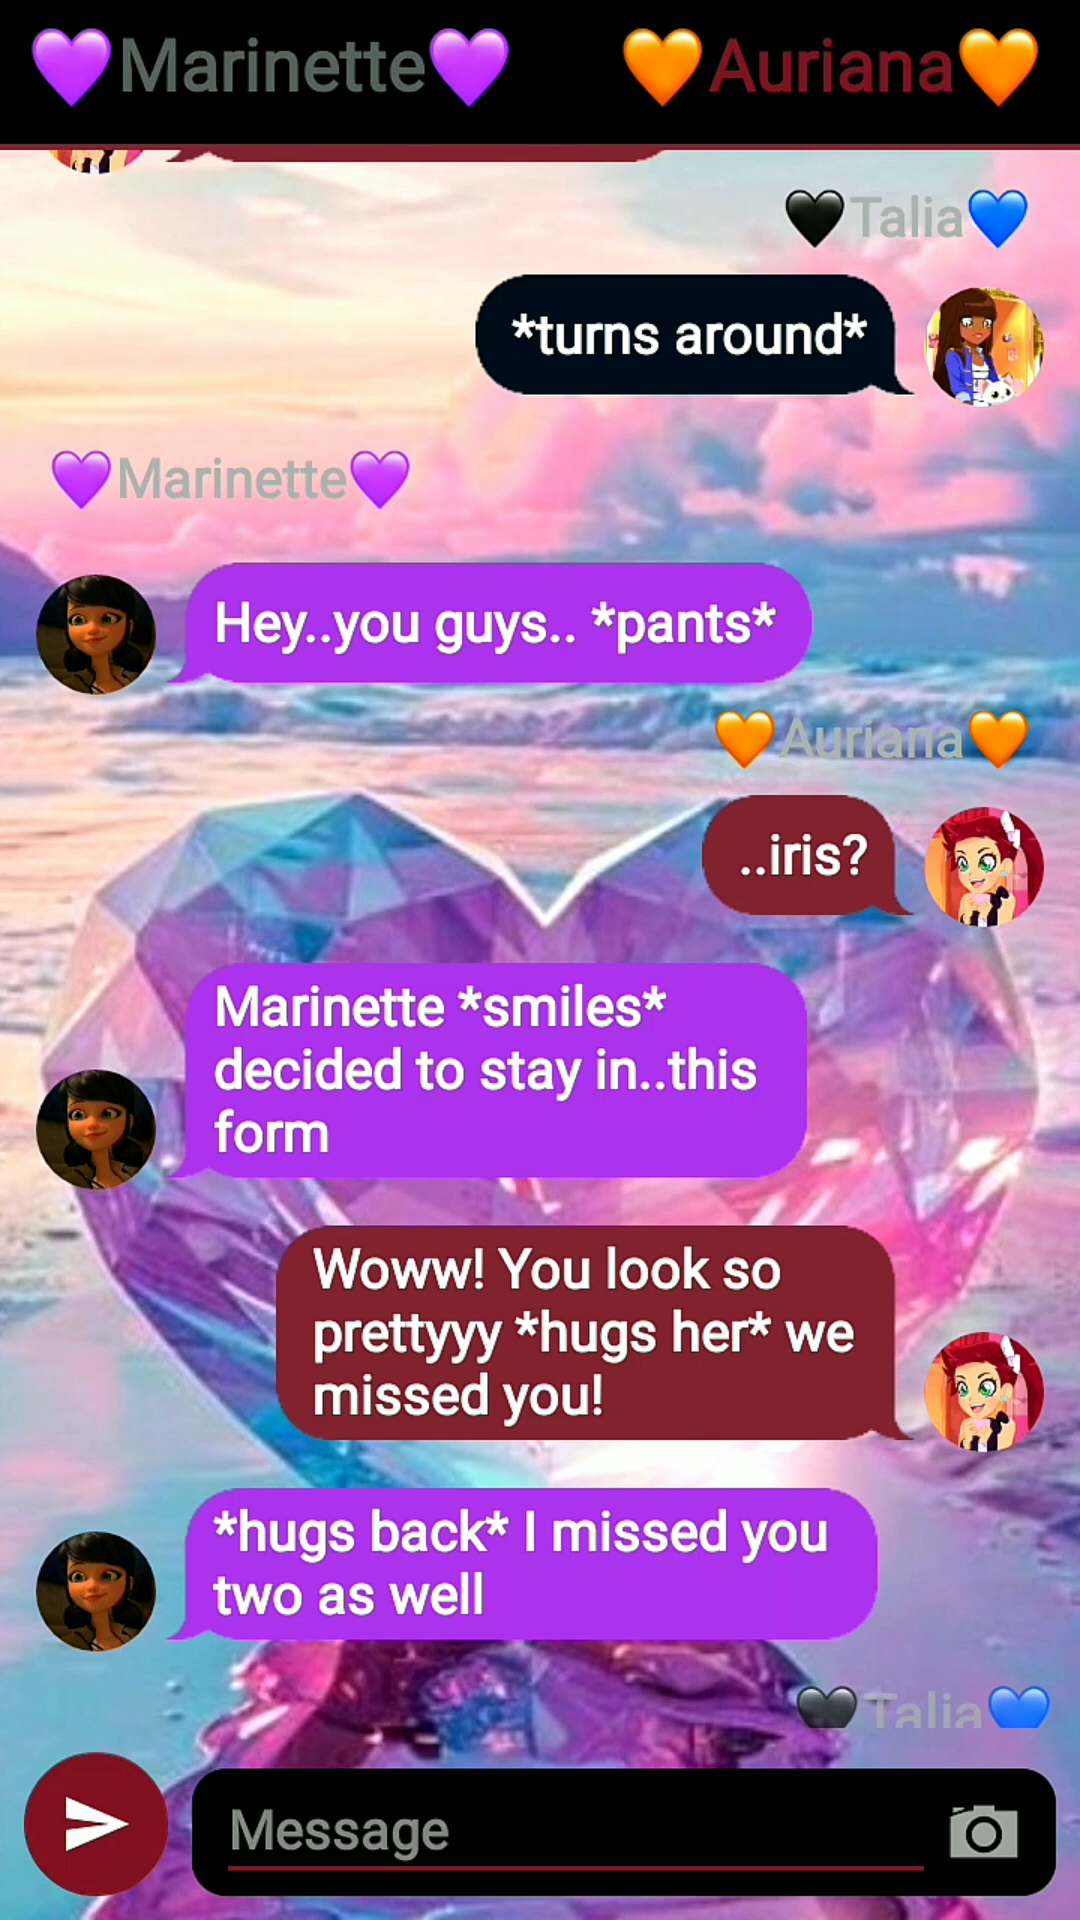 💜Marinette💜 🧡Auriana🧡
🖤Talia💙
*turns around*
💜Marinette💜
Hey..you guys.. *pants*
🧡Auriana🧡
..iris?
Marinette *smiles*
decided to stay in..this
form
Woww! You look so
prettyyy *hugs her* we
missed you!
*hugs back* I missed you
two as well
🖤Talia💙
Message